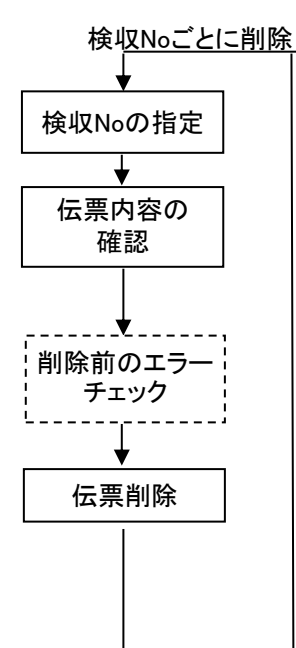 検収Noごとに削除
検収Noの指定
伝票内容の
確認
削除前のエラー
チェック
伝票削除